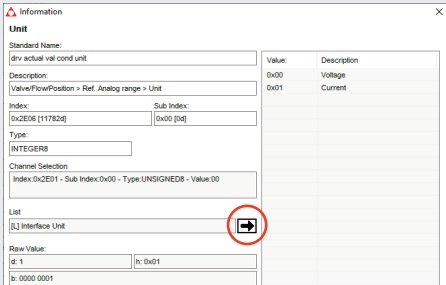 Information
Unit
Standard Name:
drv actual val cond unit
Description:
Valve/Flow/Position > Ref. Analog range > Unit
Index:
Sub Index:
0x2E06 [11782d]
0x00 [0d]
Type:
INTEGER8
Channel Selection
Index:0x2E01 - Sub Index:0x00 - Type:UNSIGNED8 - Value:00
List
[L] Interface Unit
Raw Value:
d: 1
h: 0x01
b: 0000 0001
Value:
Description
0x00
Voltage
0x01
Current